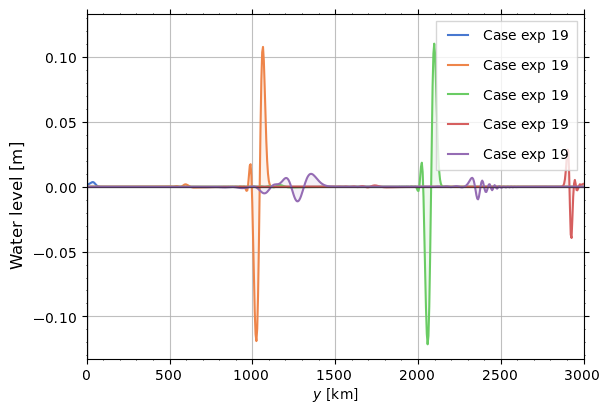 Case exp 19
Case exp 19
Case exp 19
Case exp 19
Case exp 19
Water level [m]
0.10
0.05
0.00
−0.05
−0.10
0 500 1000 1500 2000 2500 3000
y [km]